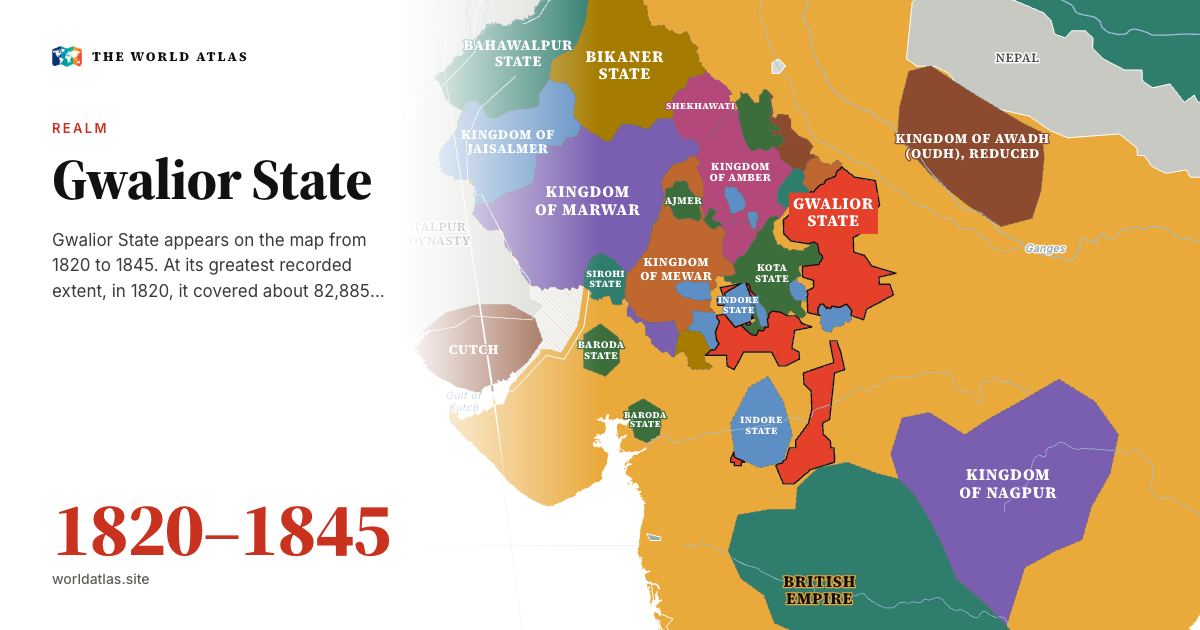 THE WORLD ATLAS
REALM
Gwalior State
Gwalior State appears on the map from
1820 to 1845. At its greatest recorded
extent, in 1820, it covered about 82,885…
1820–1845
worldatlas.site
BAHAWALPUR
STATE
BIKANER
STATE
NEPAL
SHEKHAWATI
KINGDOM OF
JAISALMER
KINGDOM OF AWADH
(OUDH), REDUCED
KINGDOM
OF AMBER
KINGDOM
OF MARWAR
AJMER
GWALIOR
STATE
TALPUR
DYNASTY
Ganges
KINGDOM
OF MEWAR
SIROHI
STATE
KOTA
STATE
INDORE
STATE
CUTCH
BARODA
STATE
Gulf of
Kutch
BARODA
STATE
INDORE
STATE
KINGDOM
OF NAGPUR
BRITISH
EMPIRE